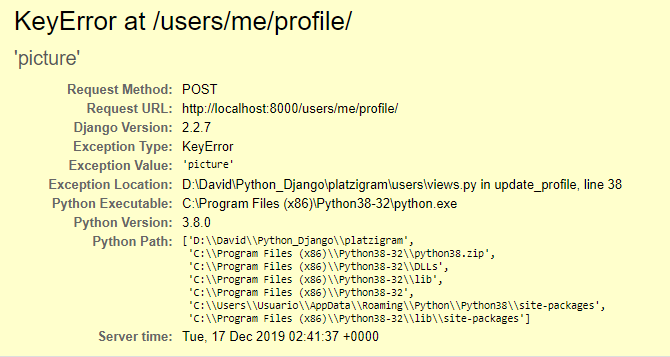 KeyError at /users/me/profile/
'picture'
Request Method: POST
Request URL: http://localhost:8000/users/me/profile/
Django Version: 2.2.7
Exception Type: KeyError
Exception Value: 'picture'
Exception Location: D:\David\Python_Django\platzigram\users\views.py in update_profile, line 38
Python Executable: C:\Program Files (x86)\Python38-32\python.exe
Python Version: 3.8.0
Python Path: ['D:\\David\\Python_Django\\platzigram',
'C:\\Program Files (x86)\\Python38-32\\python38.zip',
'C:\\Program Files (x86)\\Python38-32\\DLLs',
'C:\\Program Files (x86)\\Python38-32\\lib',
'C:\\Program Files (x86)\\Python38-32',
'C:\\Users\\Usuario\\AppData\\Roaming\\Python\\Python38\\site-packages',
'C:\\Program Files (x86)\\Python38-32\\lib\\site-packages']
Server time: Tue, 17 Dec 2019 02:41:37 +0000